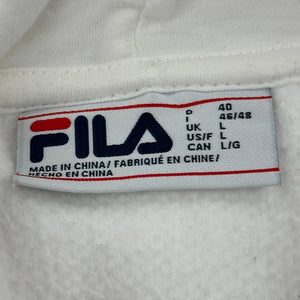 FILA
D 40
I 46/48
UK L
US/F L
CAN L/G
MADE IN CHINA/ FABRIQUÉ EN CHINE/
HECHO EN CHINA